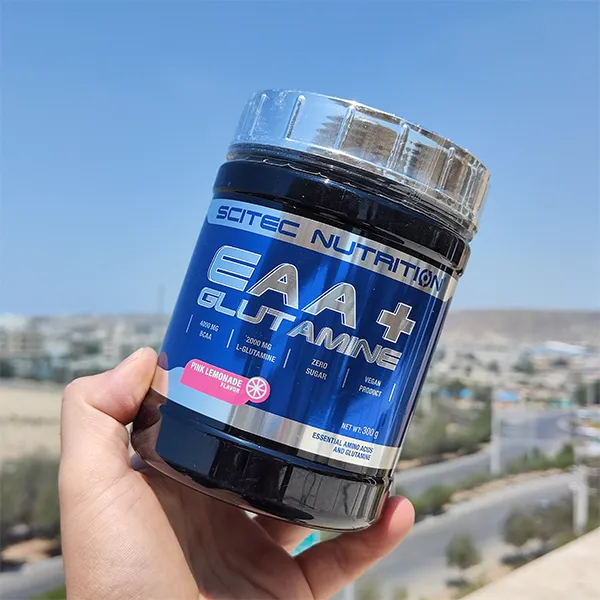 SCITEC NUTRITION
EAA +
GLUTAMINE
4000 MG
BCAA
2000 MG
L-GLUTAMINE
ZERO
SUGAR
VEGAN
PRODUCT
PINK LEMONADE
FLAVOR
NET WT: 300 g
ESSENTIAL AMINO ACIDS
AND GLUTAMINE